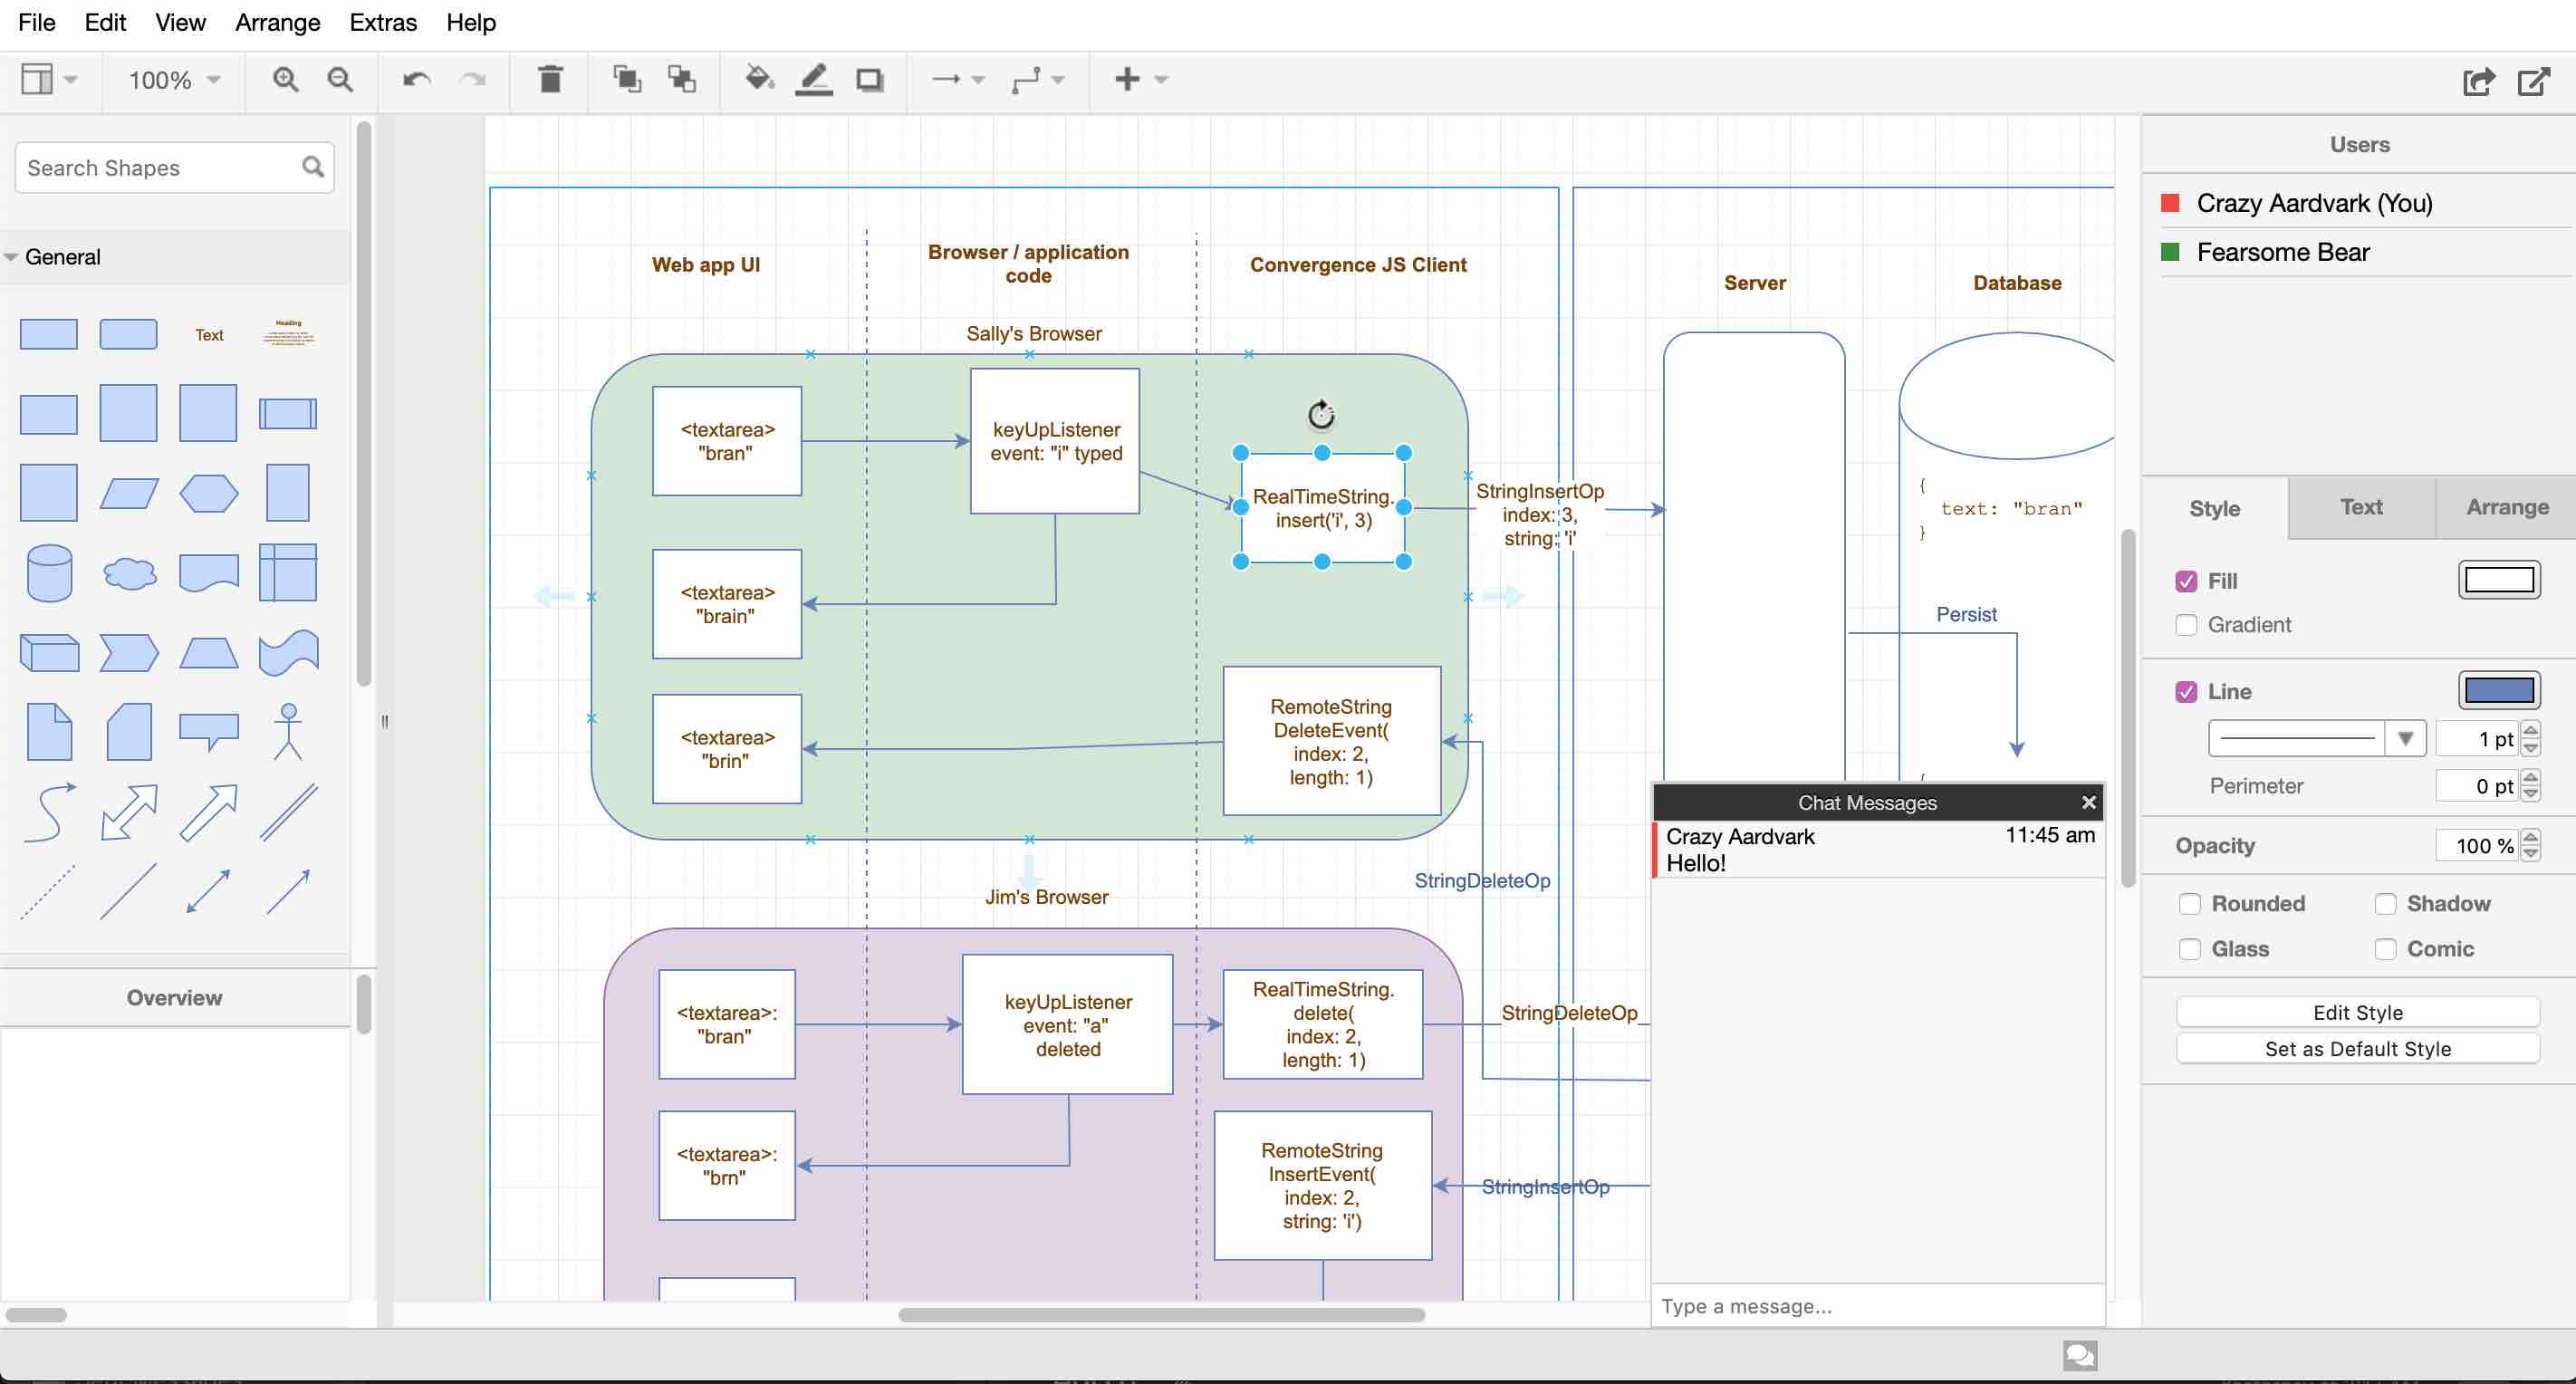 File Edit View Arrange Extras Help
100%
Search Shapes
General
Text
Heading
Overview
Web app UI
Browser / application
code
Convergence JS Client
Server
Database
Sally's Browser
<textarea>
"bran"
keyUpListener
event: "i" typed
RealTimeString.
insert('i', 3)
StringInsertOp
index: 3,
string: 'i'
{
text: "bran"
}
<textarea>
"brain"
Persist
<textarea>
"brin"
RemoteString
DeleteEvent(
index: 2,
length: 1)
{
StringDeleteOp
Jim's Browser
<textarea>:
"bran"
keyUpListener
event: "a"
deleted
RealTimeString.
delete(
index: 2,
length: 1)
StringDeleteOp
<textarea>:
"brn"
RemoteString
InsertEvent(
index: 2,
string: 'i')
StringInsertOp
Chat Messages
Crazy Aardvark 11:45 am
Hello!
Type a message...
Users
Crazy Aardvark (You)
Fearsome Bear
Style Text Arrange
Fill
Gradient
Line
1 pt
Perimeter 0 pt
Opacity 100 %
Rounded Shadow
Glass Comic
Edit Style
Set as Default Style